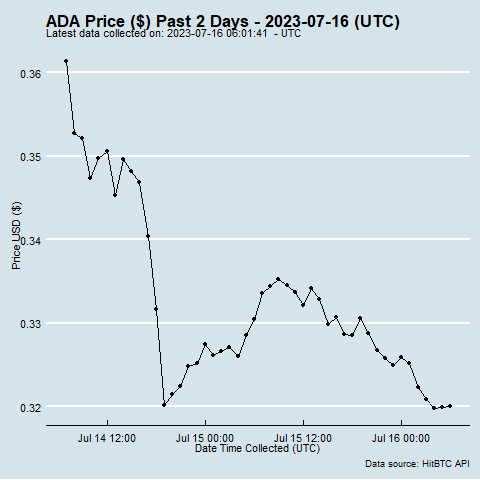 ADA Price ($) Past 2 Days - 2023-07-16 (UTC)
Latest data collected on: 2023-07-16 06:01:41 - UTC
0.36
0.35
0.34
0.33
0.32
Price USD ($)
Jul 14 12:00 Jul 15 00:00 Jul 15 12:00 Jul 16 00:00
Date Time Collected (UTC)
Data source: HitBTC API